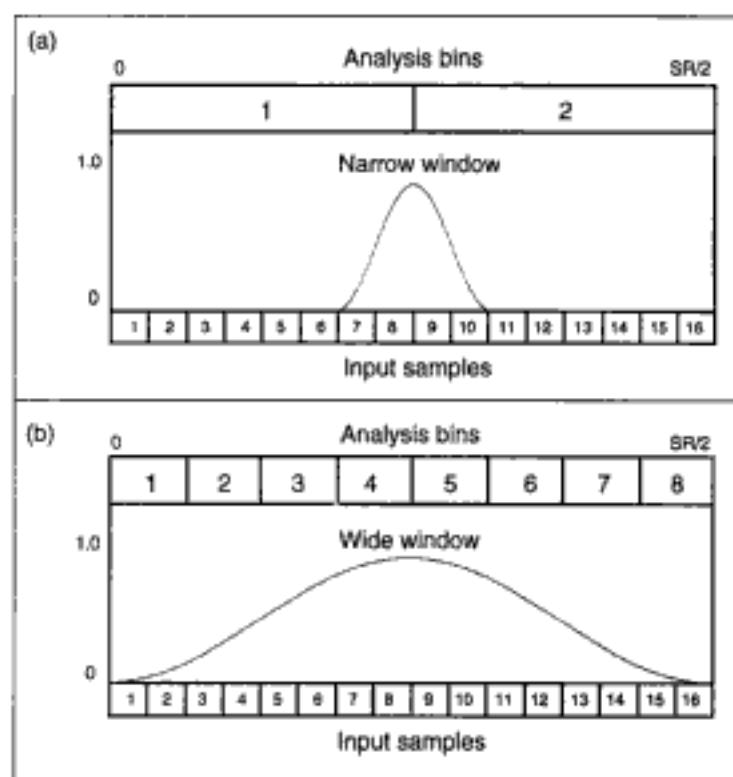 (a)
Analysis bins
0 SR/2
1 2
1.0
Narrow window
0
1 2 3 4 5 6 7 8 9 10 11 12 13 14 15 16
Input samples
(b)
Analysis bins
0 SR/2
1 2 3 4 5 6 7 8
1.0
Wide window
0
1 2 3 4 5 6 7 8 9 10 11 12 13 14 15 16
Input samples